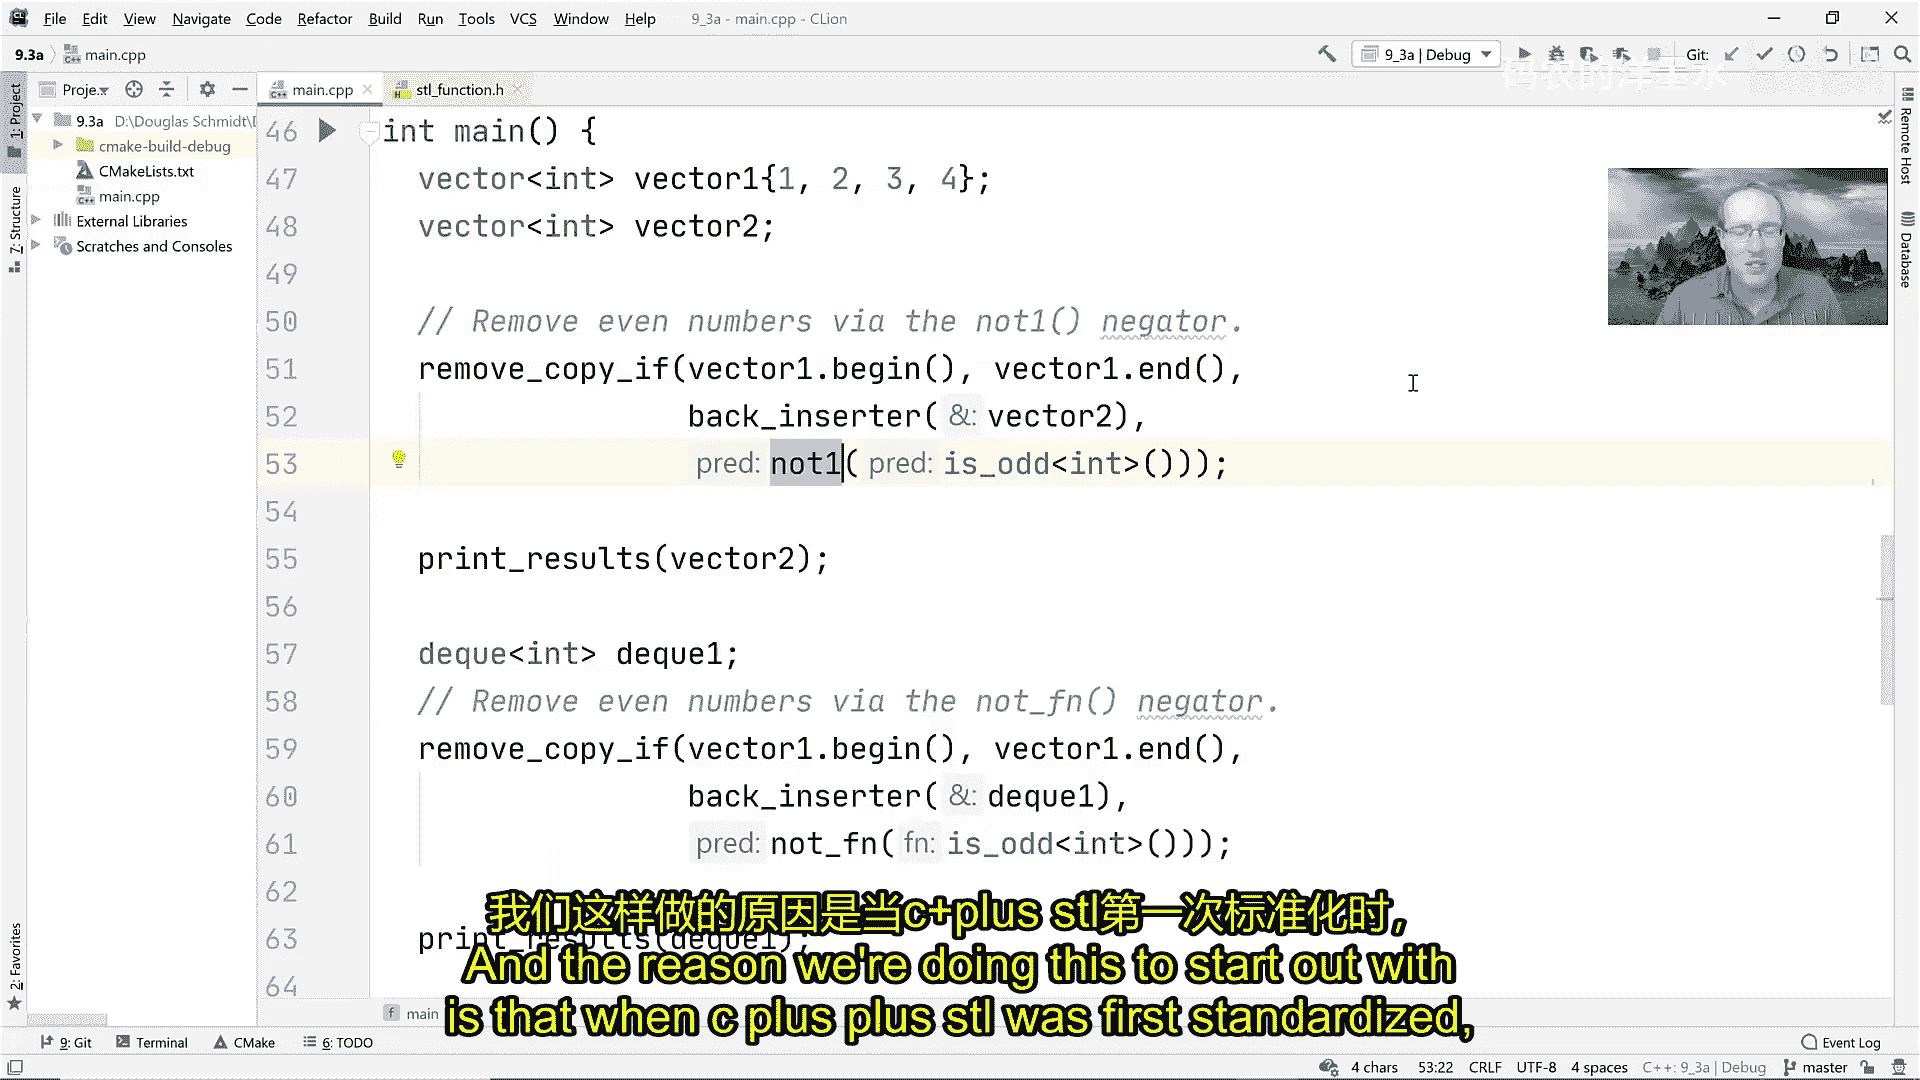 File Edit View Navigate Code Refactor Build Run Tools VCS Window Help 9_3a - main.cpp - CLion
9.3a main.cpp 9_3a | Debug Git:
码农的洋墨水
Proje... main.cpp stl_function.h
1: Project
7: Structure
2: Favorites
9.3a D:\Douglas Schmidt\
cmake-build-debug
CMakeLists.txt
main.cpp
External Libraries
Scratches and Consoles
46 int main() {
47 vector<int> vector1{1, 2, 3, 4};
48 vector<int> vector2;
49
50 // Remove even numbers via the not1() negator.
51 remove_copy_if(vector1.begin(), vector1.end(),
52 back_inserter( &: vector2),
53 pred: not1( pred: is_odd<int>()));
54
55 print_results(vector2);
56
57 deque<int> deque1;
58 // Remove even numbers via the not_fn() negator.
59 remove_copy_if(vector1.begin(), vector1.end(),
60 back_inserter( &: deque1),
61 pred: not_fn( fn: is_odd<int>()));
62
63 print_results(deque1);
64
Remote Host
Database
我们这样做的原因是当c+plus stl第一次标准化时,
And the reason we're doing this to start out with
is that when c plus plus stl was first standardized,
f main
9: Git Terminal CMake 6: TODO Event Log
4 chars 53:22 CRLF UTF-8 4 spaces C++: 9_3a | Debug master